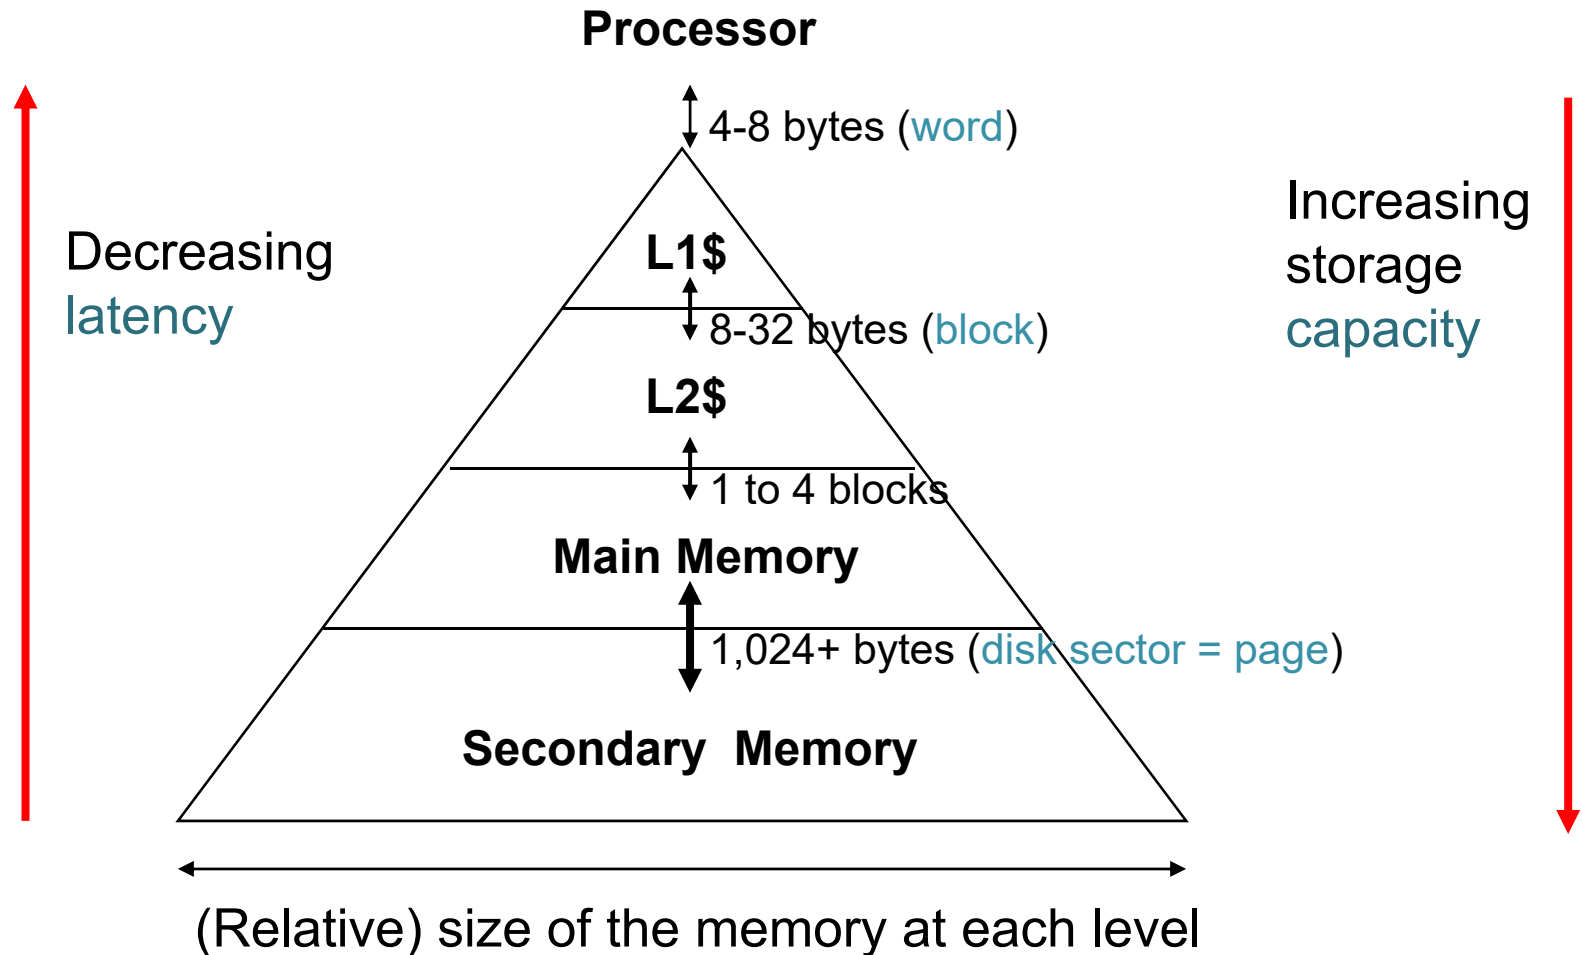 Processor
4-8 bytes (word)
Decreasing
latency
L1$
8-32 bytes (block)
Increasing
storage
capacity
L2$
1 to 4 blocks
Main Memory
1,024+ bytes (disk sector = page)
Secondary  Memory
(Relative) size of the memory at each level